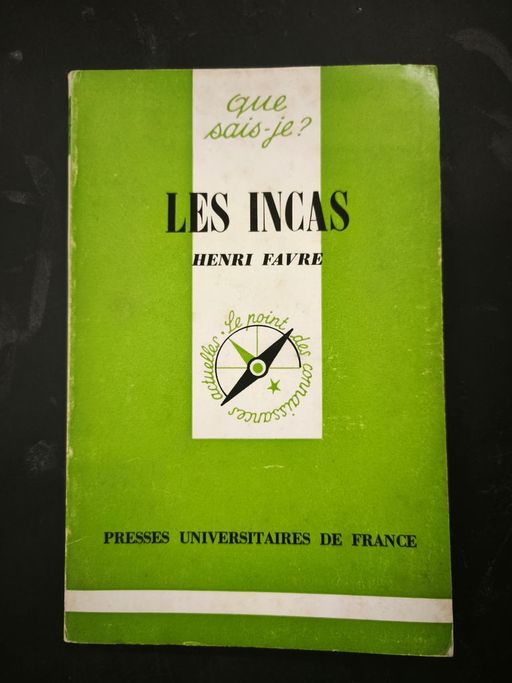 que
sais-je?
LES INCAS
HENRI FAVRE
Le point des connaissances actuelles.
PRESSES UNIVERSITAIRES DE FRANCE